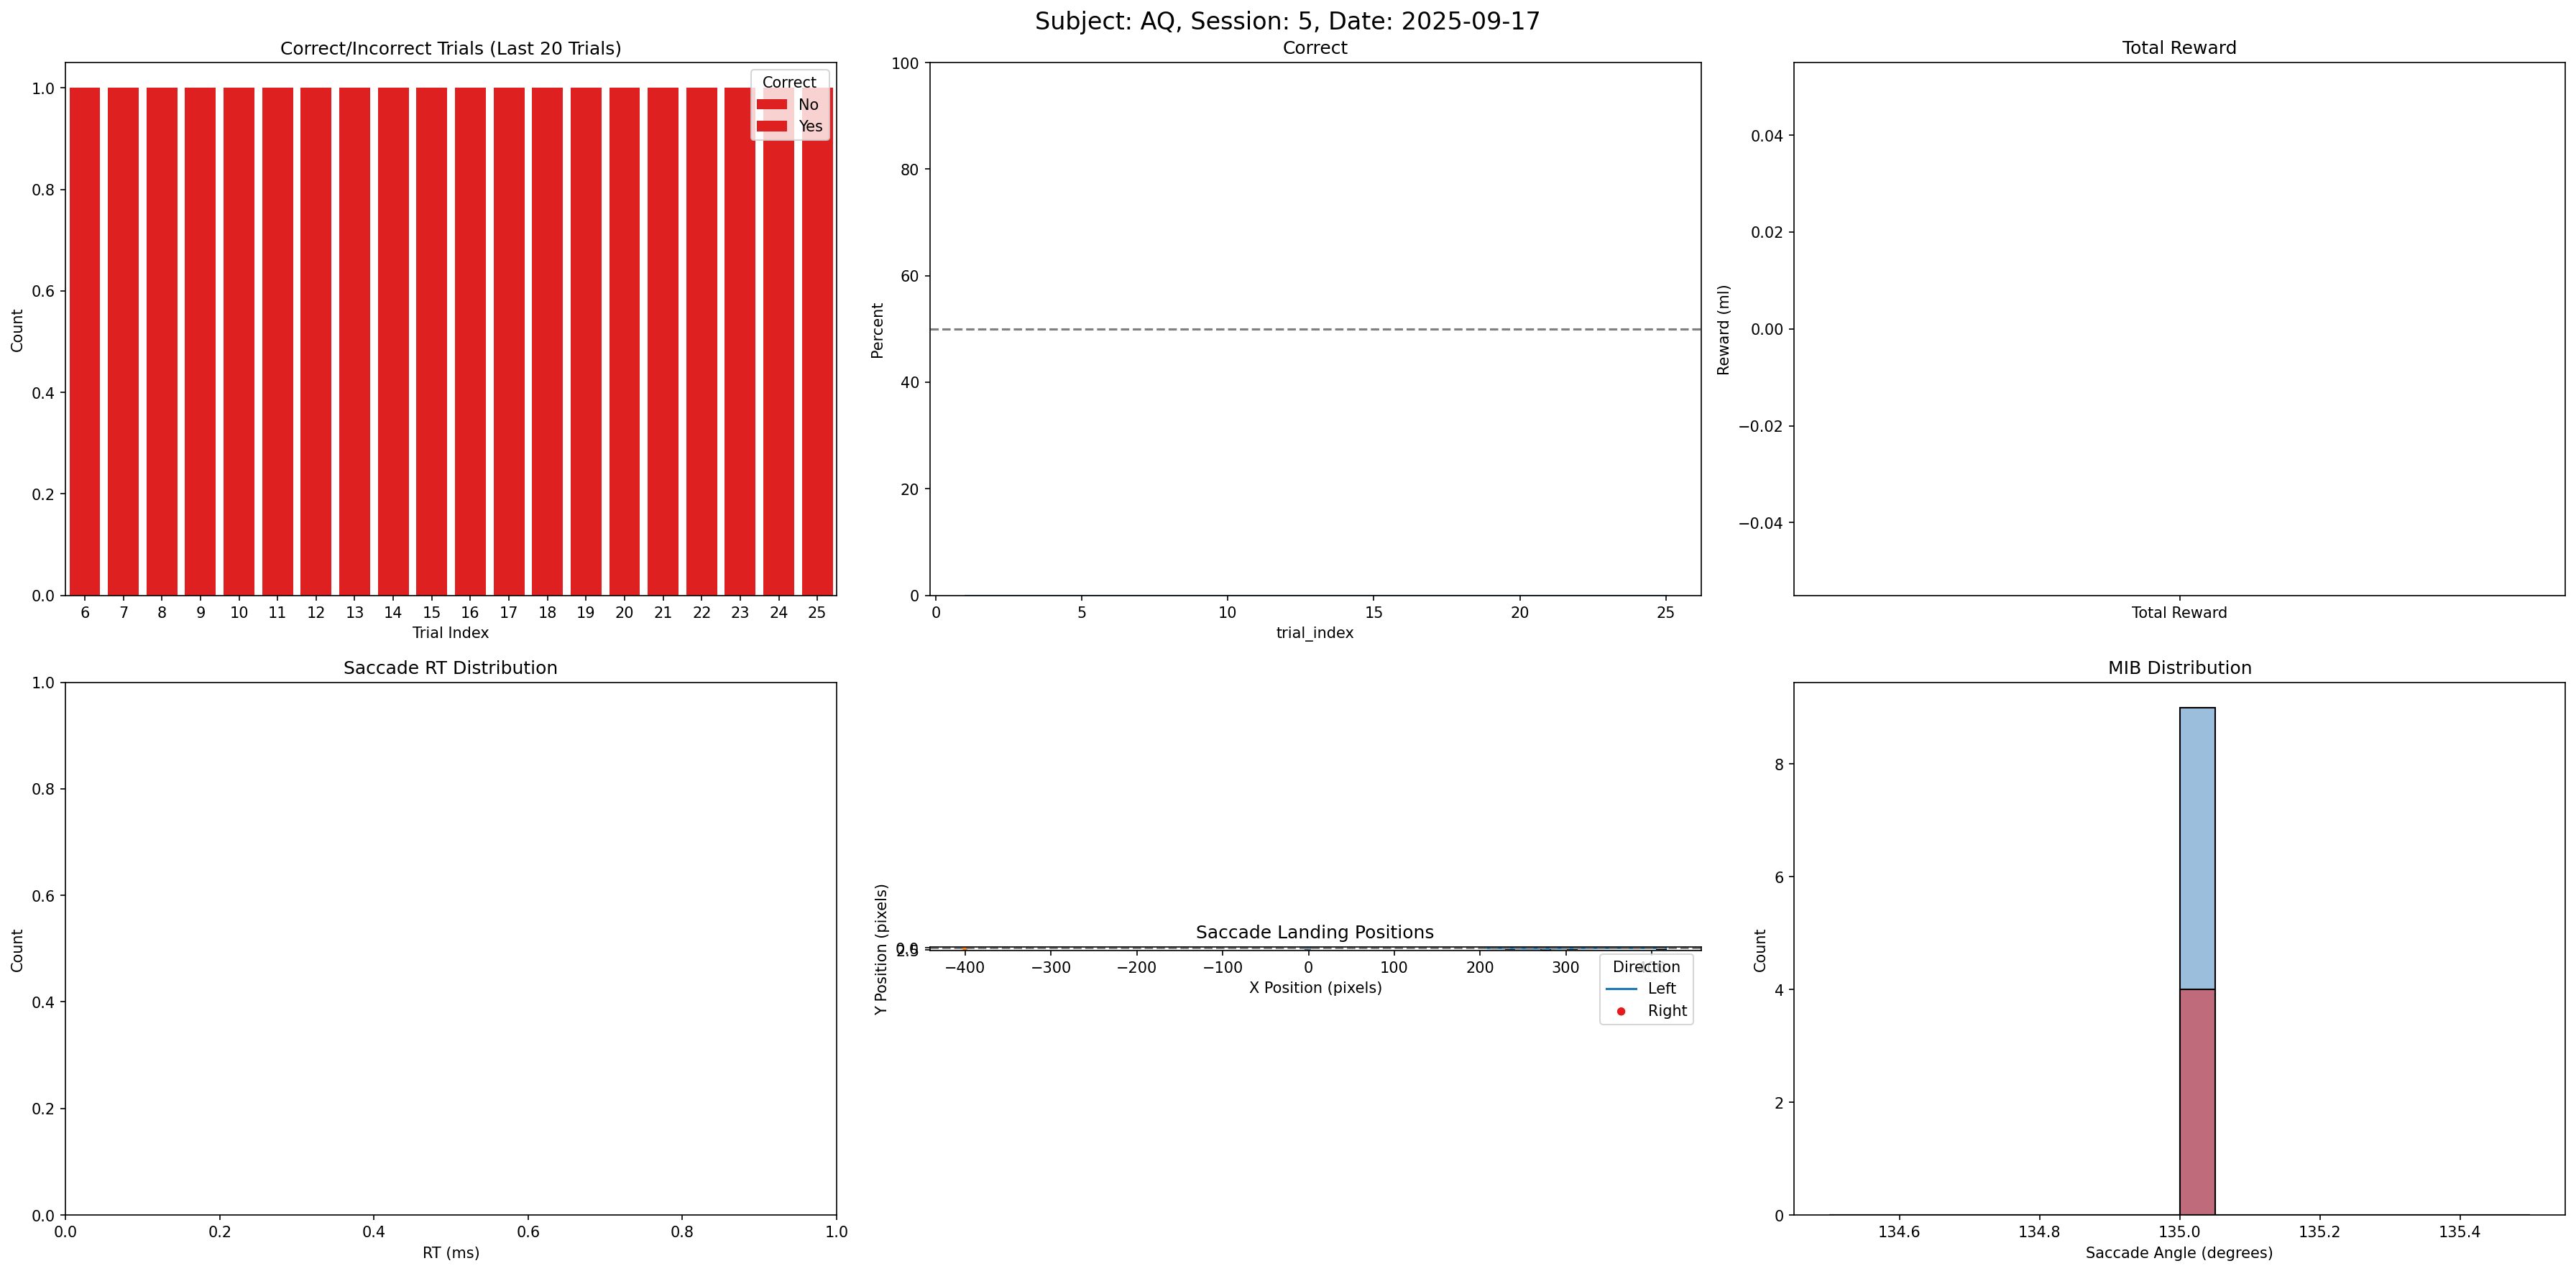 Subject: AQ, Session: 5, Date: 2025-09-17
Correct/Incorrect Trials (Last 20 Trials)
Count
1.0
0.8
0.6
0.4
0.2
0.0
Correct
No
Yes
6 7 8 9 10 11 12 13 14 15 16 17 18 19 20 21 22 23 24 25
Trial Index
Correct
Percent
100
80
60
40
20
0
0 5 10 15 20 25
trial_index
Total Reward
Reward (ml)
0.04
0.02
0.00
−0.02
−0.04
Total Reward
Saccade RT Distribution
Count
1.0
0.8
0.6
0.4
0.2
0.0
0.0 0.2 0.4 0.6 0.8 1.0
RT (ms)
Saccade Landing Positions
Y Position (pixels)
−400 −300 −200 −100 0 100 200 300
X Position (pixels)
Direction
Left
Right
MIB Distribution
Count
8
6
4
2
0
134.6 134.8 135.0 135.2 135.4
Saccade Angle (degrees)